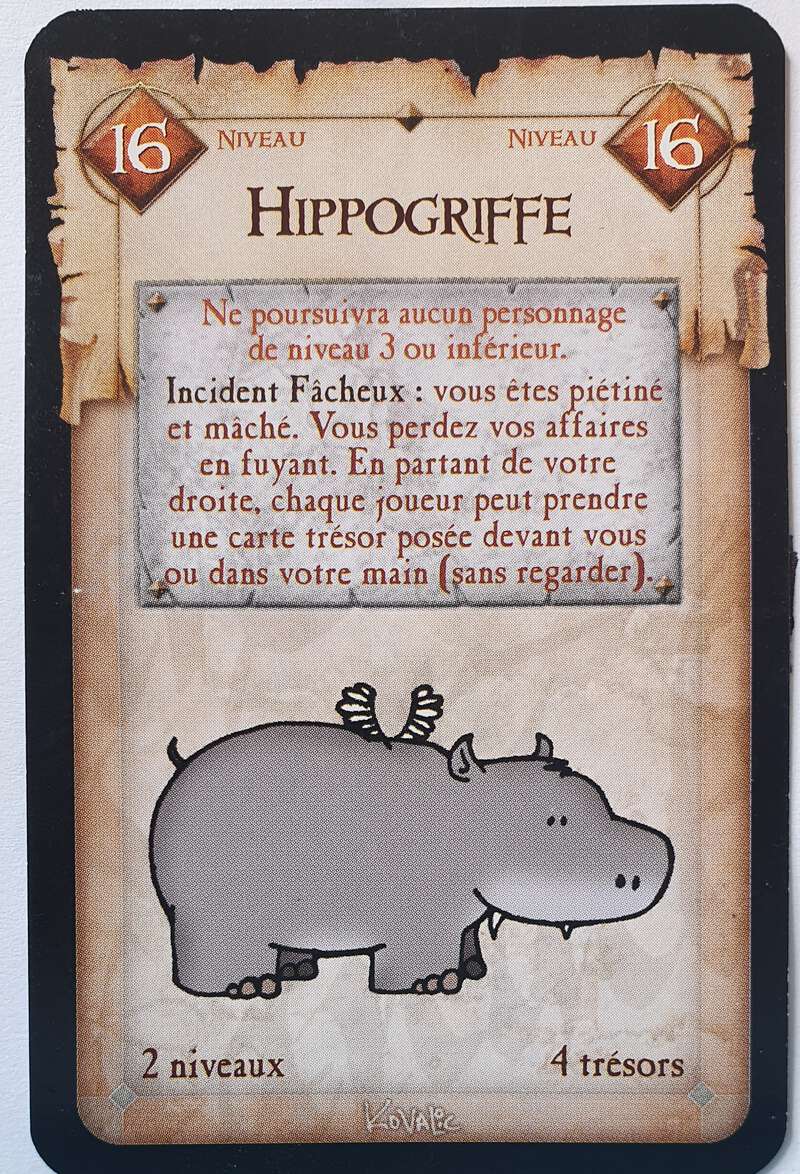 16 Niveau Niveau 16
Hippogriffe
Ne poursuivra aucun personnage
de niveau 3 ou inférieur.
Incident Fâcheux : vous êtes piétiné
et mâché. Vous perdez vos affaires
en fuyant. En partant de votre
droite, chaque joueur peut prendre
une carte trésor posée devant vous
ou dans votre main (sans regarder).
2 niveaux 4 trésors
Kovalic